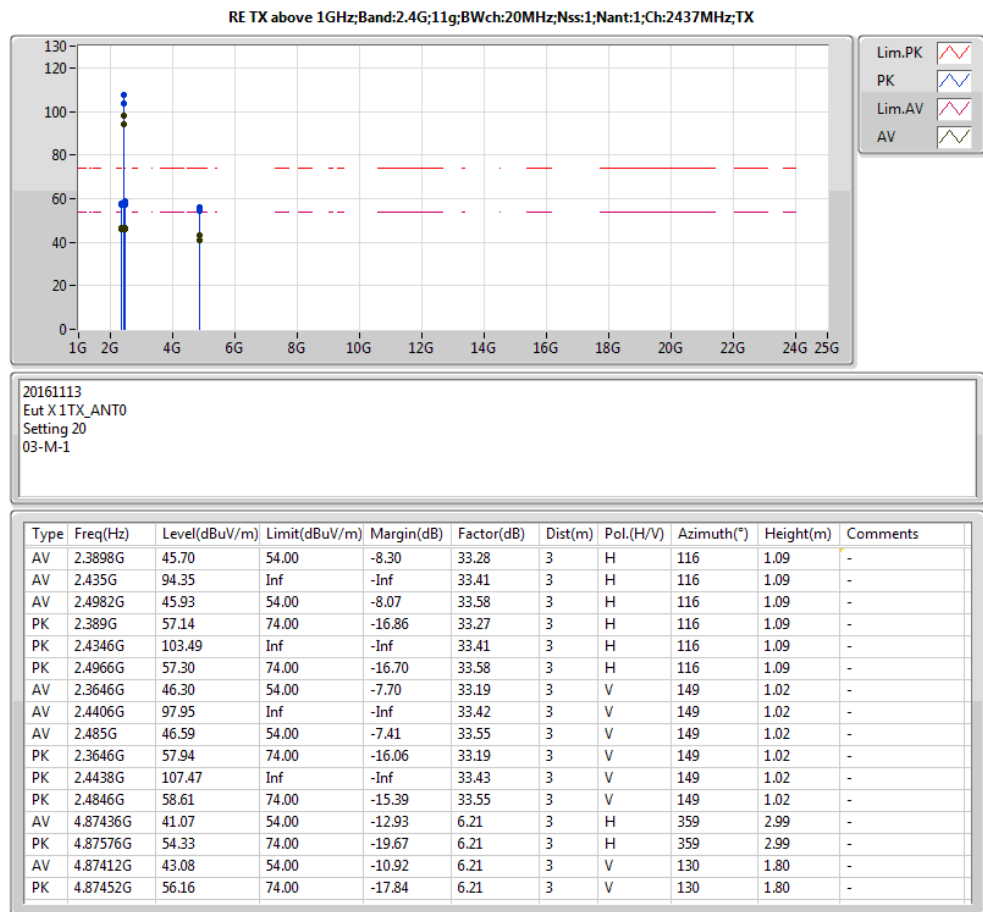 RE TX above 1GHz;Band:2.4G;11g;BWch:20MHz;Nss:1;Nant:1;Ch:2437MHz;TX
130
120
100
80
60
40
20
0
1G 2G 4G 6G 8G 10G 12G 14G 16G 18G 20G 22G 24G 25G
Lim.PK
PK
Lim.AV
AV
20161113
Eut X 1TX_ANT0
Setting 20
03-M-1
Type Freq(Hz) Level(dBuV/m) Limit(dBuV/m) Margin(dB) Factor(dB) Dist(m) Pol.(H/V) Azimuth(°) Height(m) Comments
AV 2.3898G 45.70 54.00 -8.30 33.28 3 H 116 1.09 -
AV 2.435G 94.35 Inf -Inf 33.41 3 H 116 1.09 -
AV 2.4982G 45.93 54.00 -8.07 33.58 3 H 116 1.09 -
PK 2.389G 57.14 74.00 -16.86 33.27 3 H 116 1.09 -
PK 2.4346G 103.49 Inf -Inf 33.41 3 H 116 1.09 -
PK 2.4966G 57.30 74.00 -16.70 33.58 3 H 116 1.09 -
AV 2.3646G 46.30 54.00 -7.70 33.19 3 V 149 1.02 -
AV 2.4406G 97.95 Inf -Inf 33.42 3 V 149 1.02 -
AV 2.485G 46.59 54.00 -7.41 33.55 3 V 149 1.02 -
PK 2.3646G 57.94 74.00 -16.06 33.19 3 V 149 1.02 -
PK 2.4438G 107.47 Inf -Inf 33.43 3 V 149 1.02 -
PK 2.4846G 58.61 74.00 -15.39 33.55 3 V 149 1.02 -
AV 4.87436G 41.07 54.00 -12.93 6.21 3 H 359 2.99 -
PK 4.87576G 54.33 74.00 -19.67 6.21 3 H 359 2.99 -
AV 4.87412G 43.08 54.00 -10.92 6.21 3 V 130 1.80 -
PK 4.87452G 56.16 74.00 -17.84 6.21 3 V 130 1.80 -